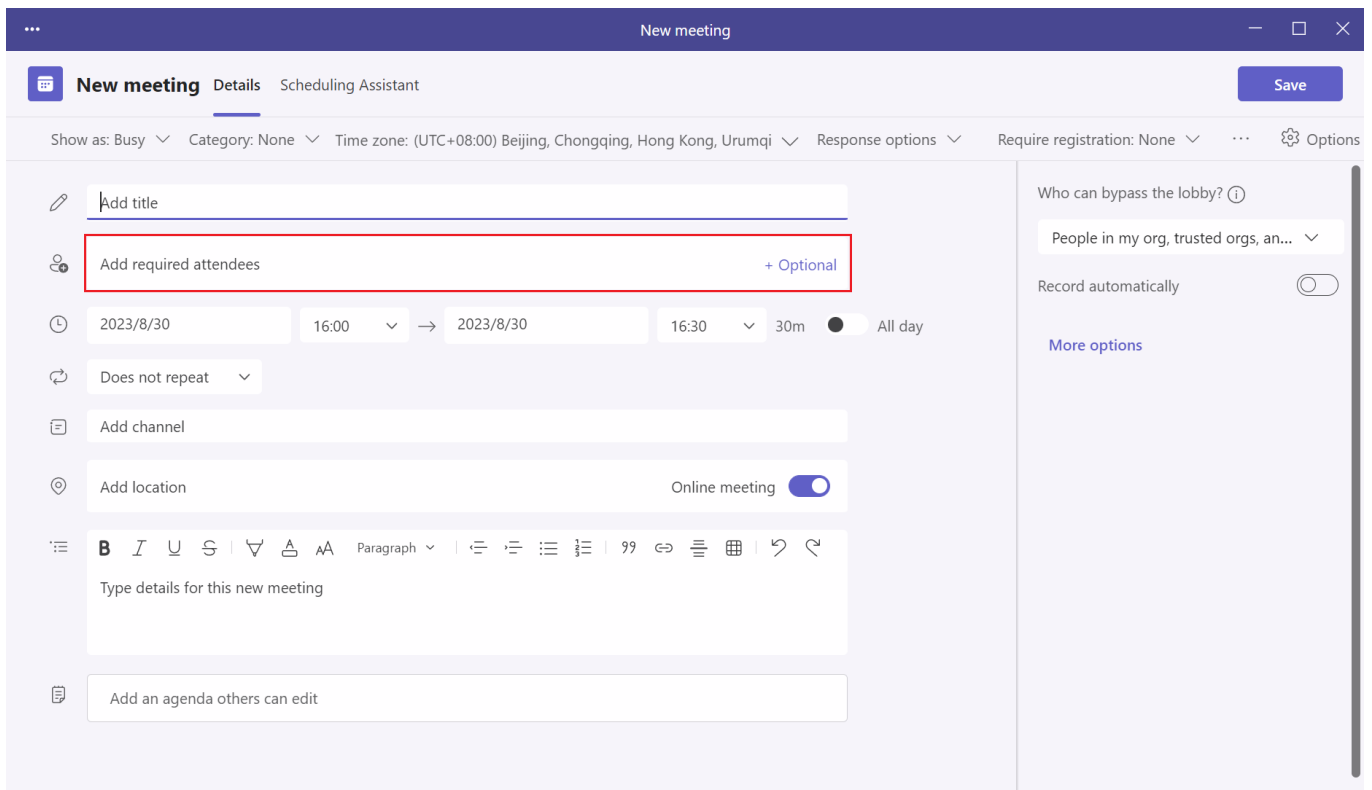 New meeting
New meeting Details Scheduling Assistant Save
Show as: Busy Category: None Time zone: (UTC+08:00) Beijing, Chongqing, Hong Kong, Urumqi Response options Require registration: None ... Options
Add title
Add required attendees + Optional
2023/8/30 16:00 → 2023/8/30 16:30 30m All day
Does not repeat
Add channel
Add location Online meeting
B I U S A AA Paragraph
Type details for this new meeting
Add an agenda others can edit
Who can bypass the lobby?
People in my org, trusted orgs, an...
Record automatically
More options